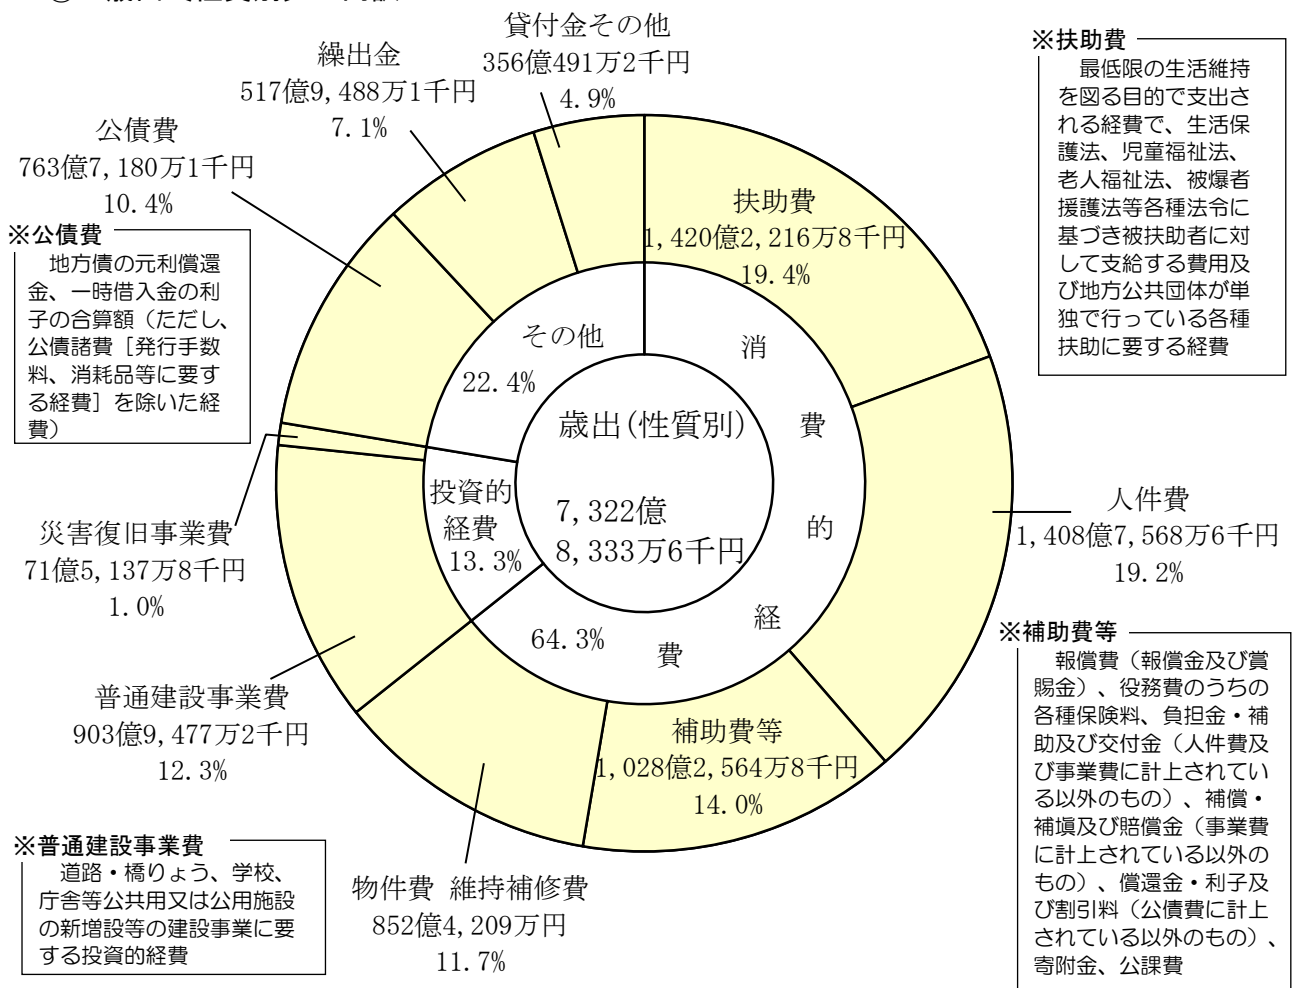 貸付金その他
356億491万2千円
4.9%
繰出金
517億9,488万1千円
7.1%
公債費
763億7,180万1千円
10.4%
※公債費
地方債の元利償還
金、一時借入金の利
子の合算額（ただし、
公債諸費［発行手数
料、消耗品等に要す
る経費］を除いた経
費）
災害復旧事業費
71億5,137万8千円
1.0%
普通建設事業費
903億9,477万2千円
12.3%
※普通建設事業費
道路・橋りょう、学校、
庁舎等公共用又は公用施設
の新増設等の建設事業に要
する投資的経費
物件費 維持補修費
852億4,209万円
11.7%
補助費等
1,028億2,564万8千円
14.0%
人件費
1,408億7,568万6千円
19.2%
扶助費
1,420億2,216万8千円
19.4%
その他
22.4%
投資的
経費
13.3%
消
費
的
経
費
64.3%
歳出(性質別)
7,322億
8,333万6千円
※扶助費
最低限の生活維持
を図る目的で支出さ
れる経費で、生活保
護法、児童福祉法、
老人福祉法、被爆者
援護法等各種法令に
基づき被扶助者に対
して支給する費用及
び地方公共団体が単
独で行っている各種
扶助に要する経費
※補助費等
報償費（報償金及び賞
賜金）、役務費のうちの
各種保険料、負担金・補
助及び交付金（人件費及
び事業費に計上されてい
る以外のもの）、補償・
補塡及び賠償金（事業費
に計上されている以外の
もの）、償還金・利子及
び割引料（公債費に計上
されている以外のもの）、
寄附金、公課費